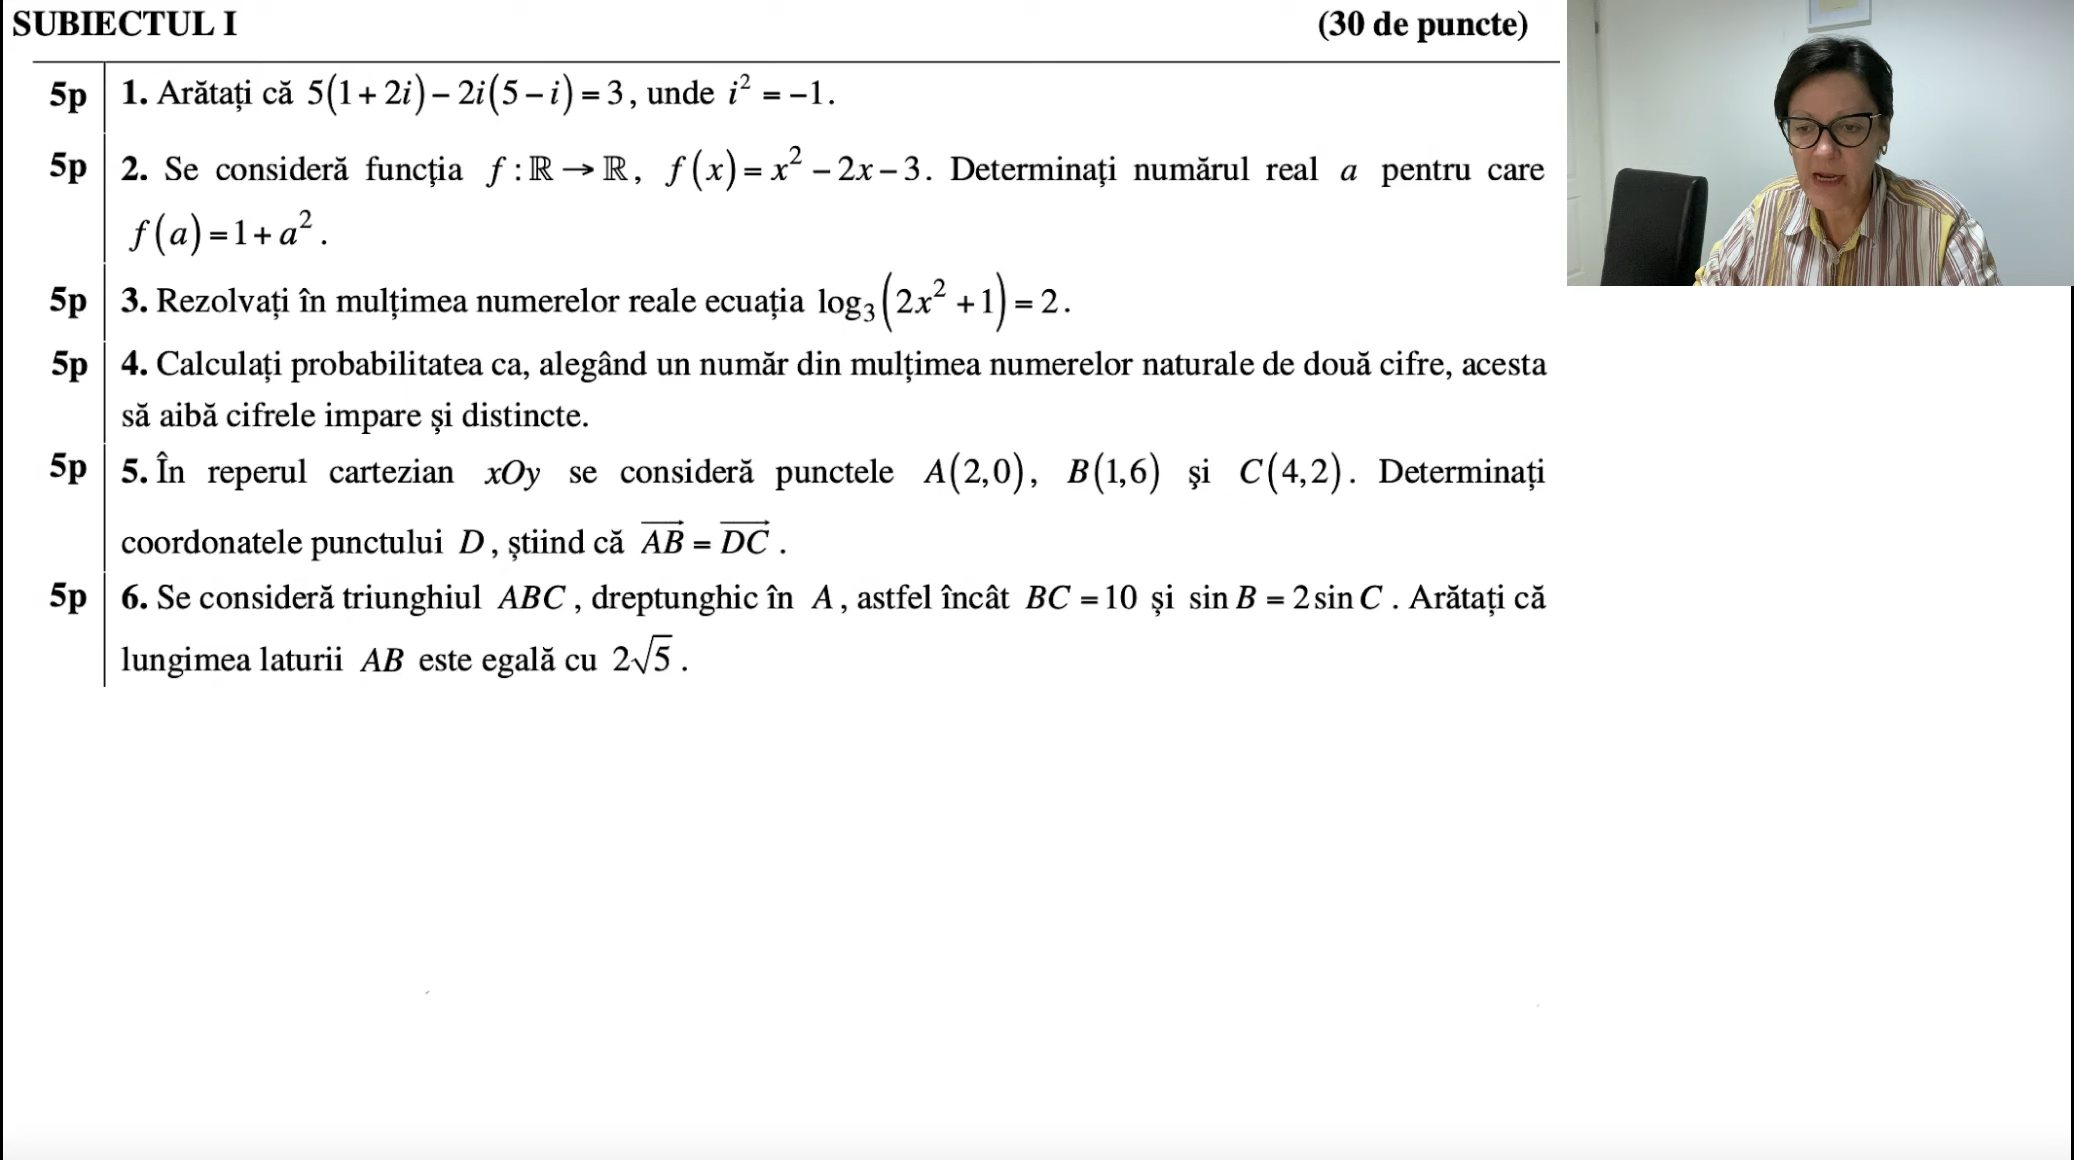 SUBIECTUL I (30 de puncte)
5p 1. Arătați că 5(1+2i)−2i(5−i)=3, unde i² = −1.
5p 2. Se consideră funcția f:ℝ→ℝ, f(x)=x²−2x−3. Determinați numărul real a pentru care
f(a)=1+a².
5p 3. Rezolvați în mulțimea numerelor reale ecuația log₃(2x²+1)=2.
5p 4. Calculați probabilitatea ca, alegând un număr din mulțimea numerelor naturale de două cifre, acesta
să aibă cifrele impare și distincte.
5p 5. În reperul cartezian xOy se consideră punctele A(2,0), B(1,6) și C(4,2). Determinați
coordonatele punctului D, știind că $\overrightarrow{AB} = \overrightarrow{DC}$.
5p 6. Se consideră triunghiul ABC, dreptunghic în A, astfel încât BC=10 și sin B = 2sin C. Arătați că
lungimea laturii AB este egală cu 2√5.